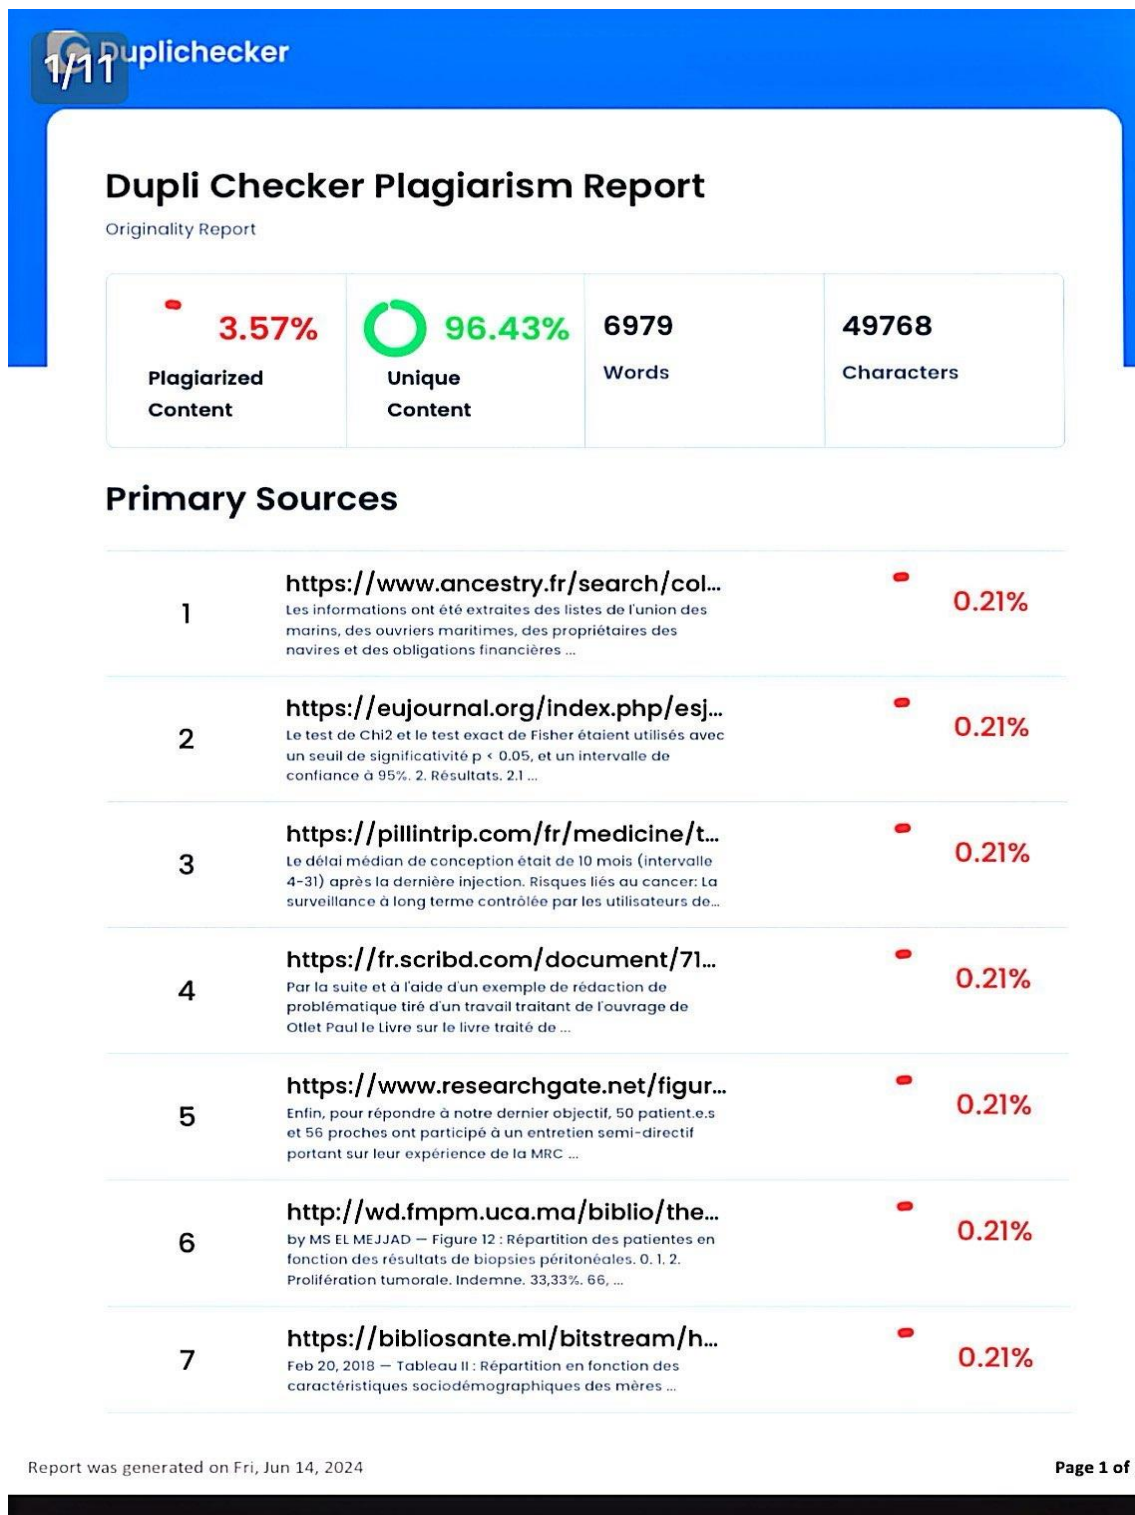 Duplichecker
1/11
Dupli Checker Plagiarism Report
Originality Report
3.57%
Plagiarized
Content
96.43%
Unique
Content
6979
Words
49768
Characters
Primary Sources
1
https://www.ancestry.fr/search/col...
Les informations ont été extraites des listes de l'union des
marins, des ouvriers maritimes, des propriétaires des
navires et des obligations financières ...
0.21%
2
https://eujournal.org/index.php/esj...
Le test de Chi2 et le test exact de Fisher étaient utilisés avec
un seuil de significativité p < 0.05, et un intervalle de
confiance à 95%. 2. Résultats. 2.1 ...
0.21%
3
https://pillintrip.com/fr/medicine/t...
Le délai médian de conception était de 10 mois (intervalle
4-31) après la dernière injection. Risques liés au cancer: La
surveillance à long terme contrôlée par les utilisateurs de...
0.21%
4
https://fr.scribd.com/document/71...
Par la suite et à l'aide d'un exemple de rédaction de
problématique tiré d'un travail traitant de l'ouvrage de
Otlet Paul le Livre sur le livre traité de ...
0.21%
5
https://www.researchgate.net/figur...
Enfin, pour répondre à notre dernier objectif, 50 patient.e.s
et 56 proches ont participé à un entretien semi-directif
portant sur leur expérience de la MRC ...
0.21%
6
http://wd.fmpm.uca.ma/biblio/the...
by MS EL MEJJAD — Figure 12 : Répartition des patientes en
fonction des résultats de biopsies péritonéales. 0. 1. 2.
Prolifération tumorale. Indemne. 33,33%. 66, ...
0.21%
7
https://bibliosante.ml/bitstream/h...
Feb 20, 2018 — Tableau II : Répartition en fonction des
caractéristiques sociodémographiques des mères ...
0.21%
Report was generated on Fri, Jun 14, 2024
Page 1 of